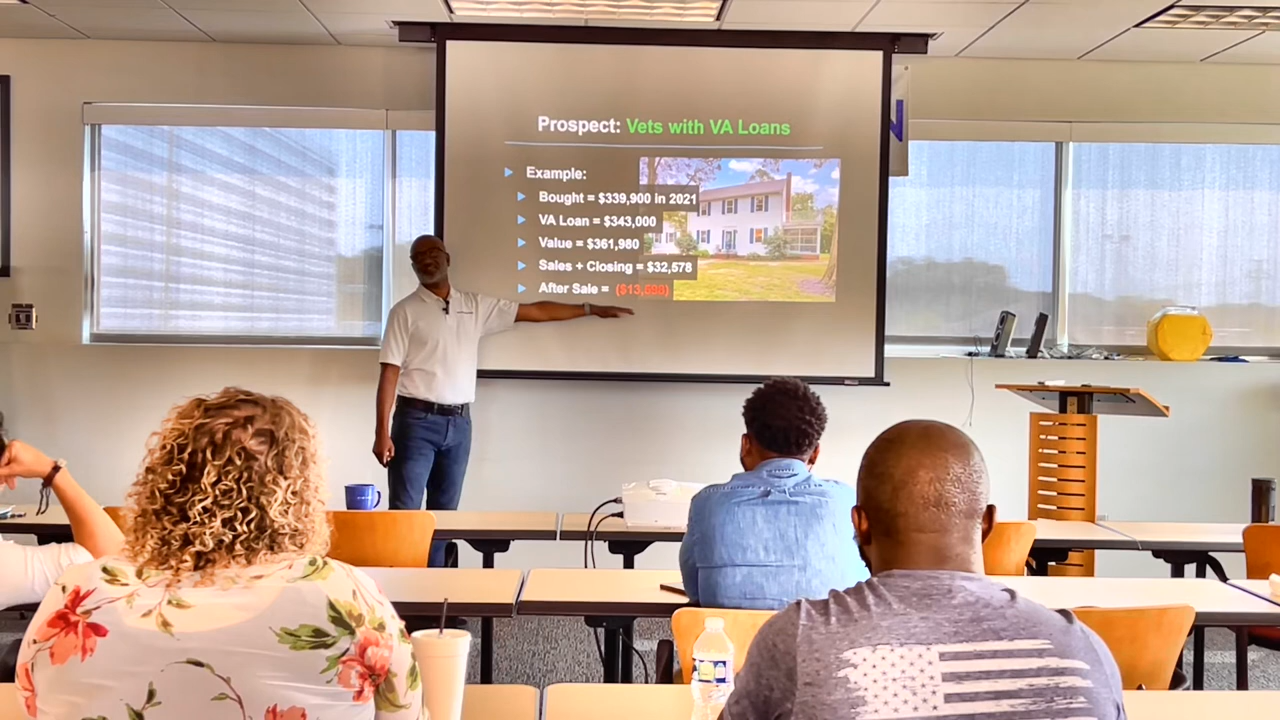 Prospect: Vets with VA Loans
Example:
Bought = $339,900 in 2021
VA Loan = $343,000
Value = $361,980
Sales + Closing = $32,578
After Sale =
N